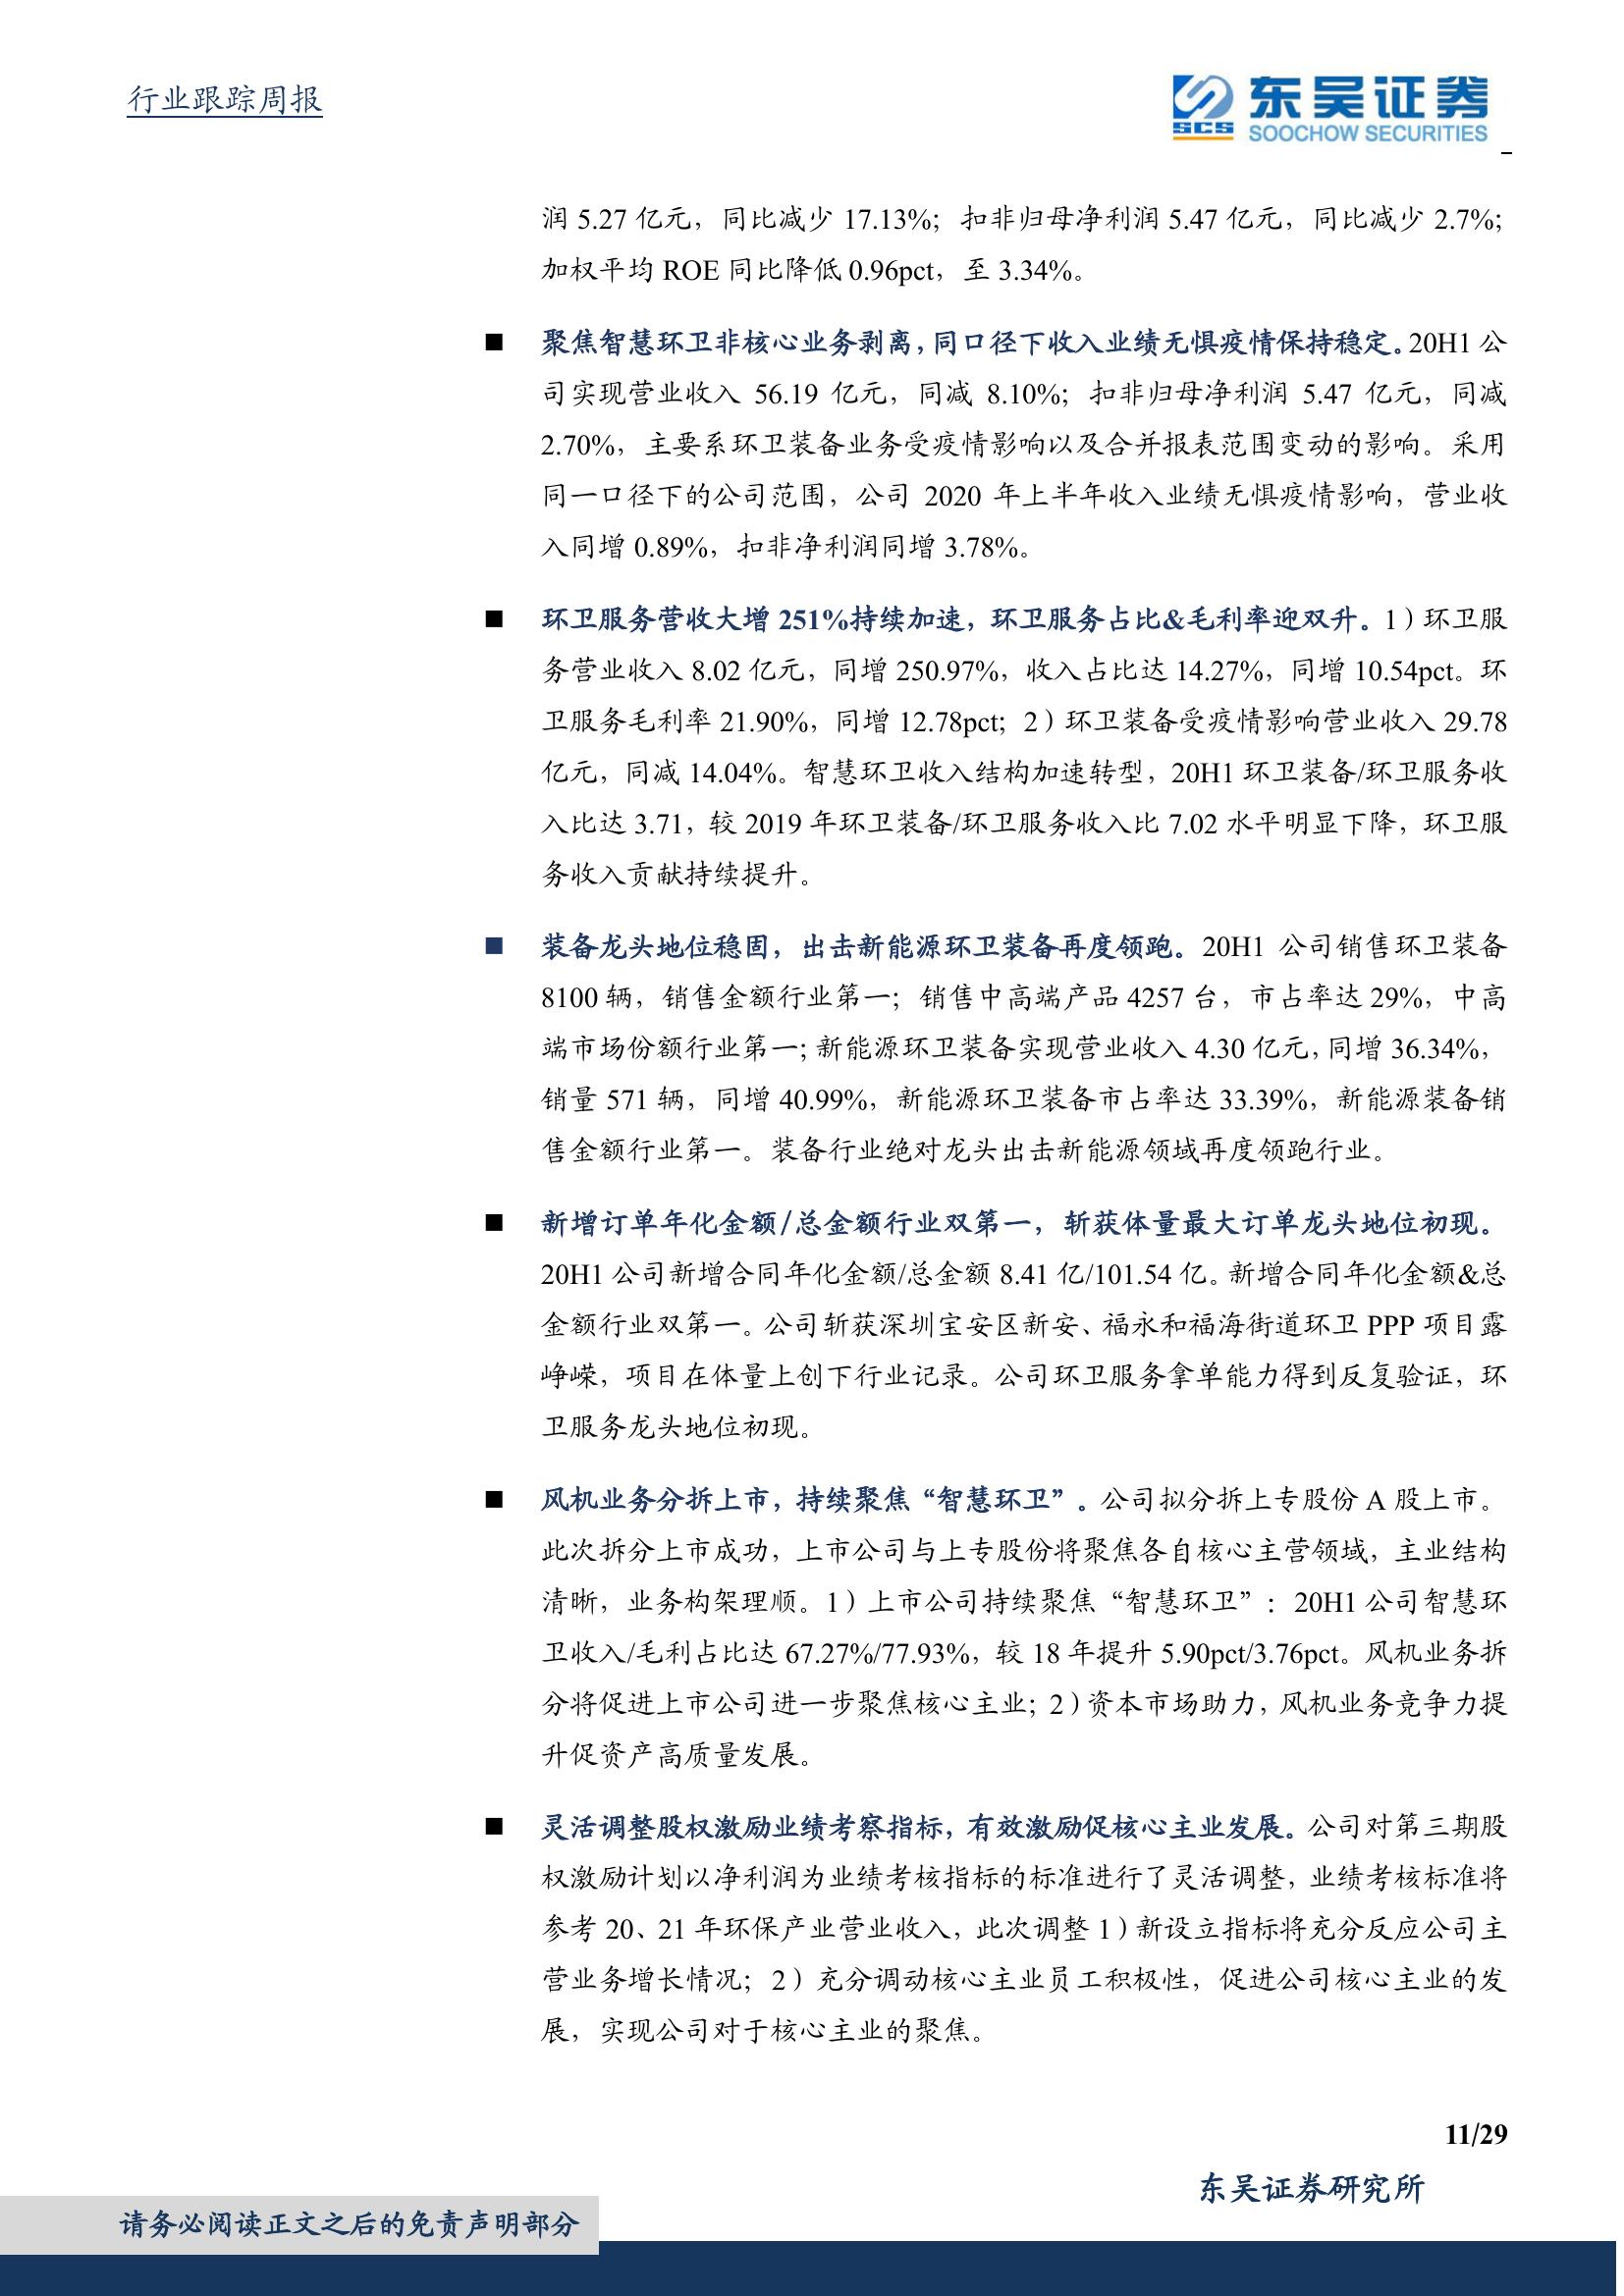 行业跟踪周报
SCS
东吴证券
SOOCHOW SECURITIES
润 5.27 亿元，同比减少 17.13%；扣非归母净利润 5.47 亿元，同比减少 2.7%；
加权平均 ROE 同比降低 0.96pct，至 3.34%。
■ 聚焦智慧环卫非核心业务剥离，同口径下收入业绩无惧疫情保持稳定。20H1 公
司实现营业收入 56.19 亿元，同减 8.10%；扣非归母净利润 5.47 亿元，同减
2.70%，主要系环卫装备业务受疫情影响以及合并报表范围变动的影响。采用
同一口径下的公司范围，公司 2020 年上半年收入业绩无惧疫情影响，营业收
入同增 0.89%，扣非净利润同增 3.78%。
■ 环卫服务营收大增 251%持续加速，环卫服务占比&毛利率迎双升。1）环卫服
务营业收入 8.02 亿元，同增 250.97%，收入占比达 14.27%，同增 10.54pct。环
卫服务毛利率 21.90%，同增 12.78pct；2）环卫装备受疫情影响营业收入 29.78
亿元，同减 14.04%。智慧环卫收入结构加速转型，20H1 环卫装备/环卫服务收
入比达 3.71，较 2019 年环卫装备/环卫服务收入比 7.02 水平明显下降，环卫服
务收入贡献持续提升。
■ 装备龙头地位稳固，出击新能源环卫装备再度领跑。20H1 公司销售环卫装备
8100 辆，销售金额行业第一；销售中高端产品 4257 台，市占率达 29%，中高
端市场份额行业第一；新能源环卫装备实现营业收入 4.30 亿元，同增 36.34%，
销量 571 辆，同增 40.99%，新能源环卫装备市占率达 33.39%，新能源装备销
售金额行业第一。装备行业绝对龙头出击新能源领域再度领跑行业。
■ 新增订单年化金额/总金额行业双第一，斩获体量最大订单龙头地位初现。
20H1 公司新增合同年化金额/总金额 8.41 亿/101.54 亿。新增合同年化金额&总
金额行业双第一。公司斩获深圳宝安区新安、福永和福海街道环卫 PPP 项目露
峥嵘，项目在体量上创下行业记录。公司环卫服务拿单能力得到反复验证，环
卫服务龙头地位初现。
■ 风机业务分拆上市，持续聚焦“智慧环卫”。公司拟分拆上专股份 A 股上市。
此次拆分上市成功，上市公司与上专股份将聚焦各自核心主营领域，主业结构
清晰，业务构架理顺。1）上市公司持续聚焦“智慧环卫”：20H1 公司智慧环
卫收入/毛利占比达 67.27%/77.93%，较 18 年提升 5.90pct/3.76pct。风机业务拆
分将促进上市公司进一步聚焦核心主业；2）资本市场助力，风机业务竞争力提
升促资产高质量发展。
■ 灵活调整股权激励业绩考察指标，有效激励促核心主业发展。公司对第三期股
权激励计划以净利润为业绩考核指标的标准进行了灵活调整，业绩考核标准将
参考 20、21 年环保产业营业收入，此次调整 1）新设立指标将充分反应公司主
营业务增长情况；2）充分调动核心主业员工积极性，促进公司核心主业的发
展，实现公司对于核心主业的聚焦。
11/29
东吴证券研究所
请务必阅读正文之后的免责声明部分